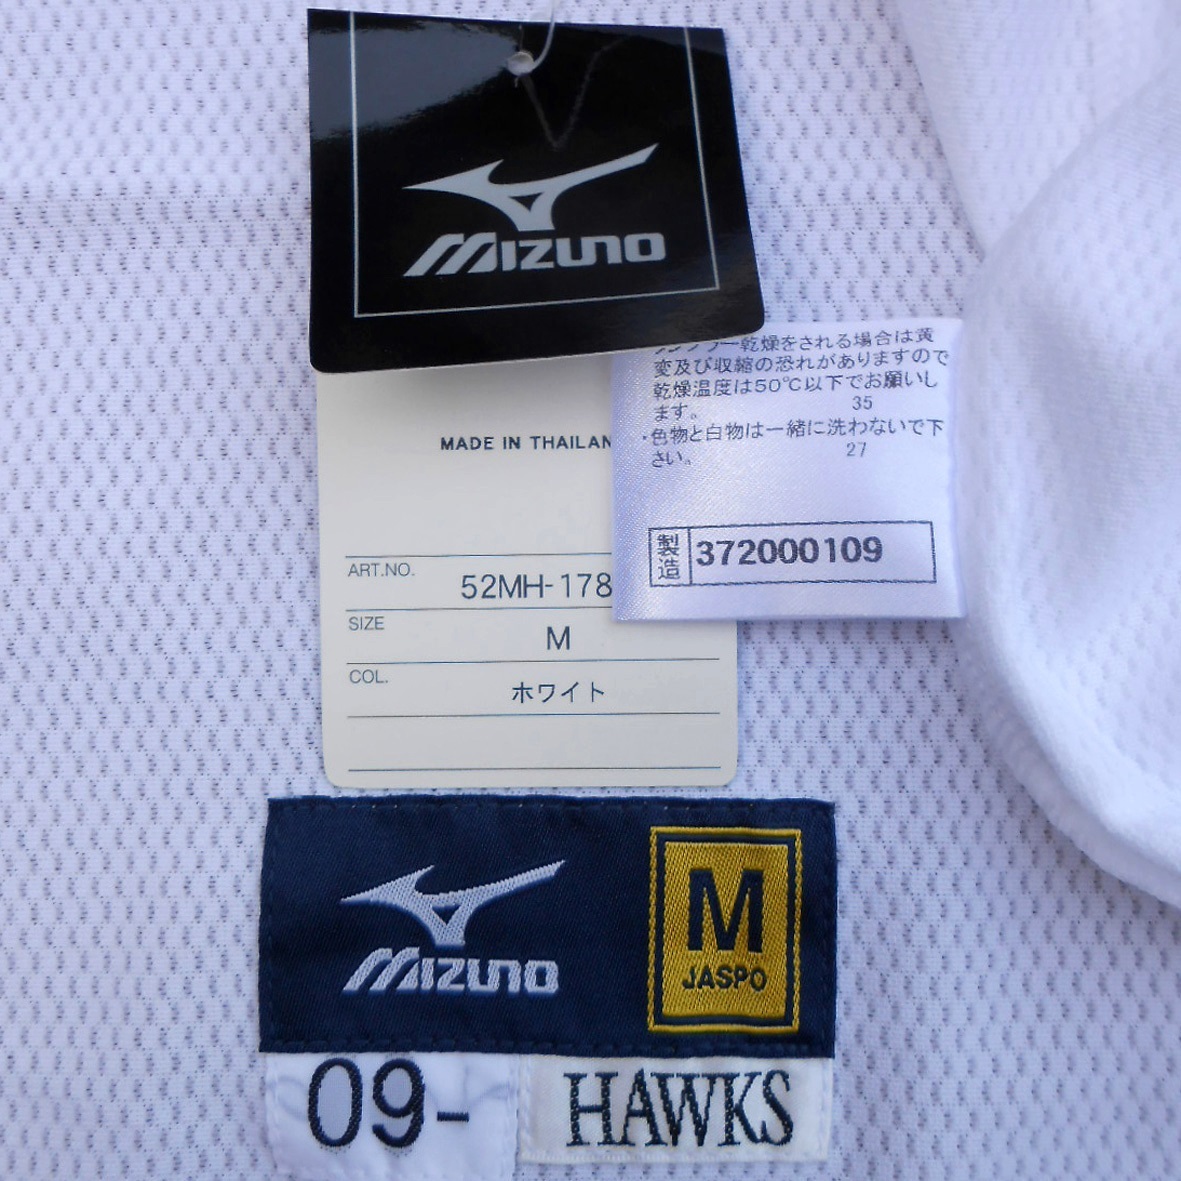 MIZUNO
MADE IN THAILAN
ART.NO. 52MH-178
SIZE M
COL. ホワイト
乾燥をされる場合は黄
変及び収縮の恐れがありますので
乾燥温度は50℃以下でお願いし
ます。 35
・色物と白物は一緒に洗わないで下
さい。 27
製造 372000109
MIZUNO
M
JASPO
09-
HAWKS